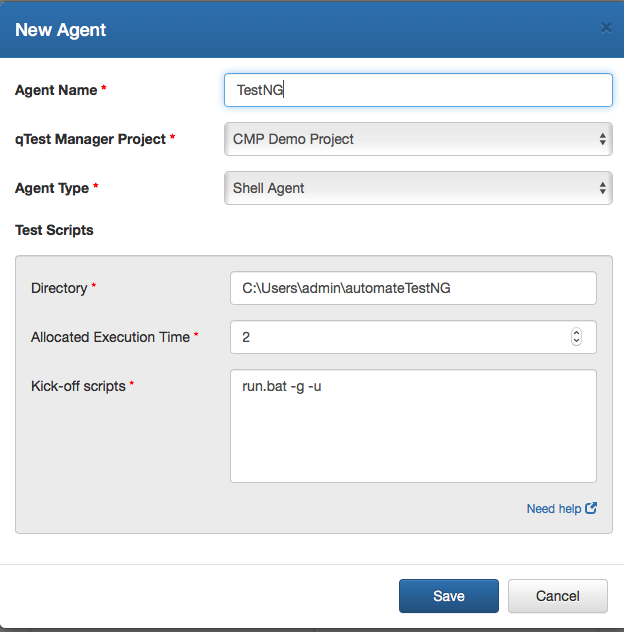 New Agent ×
Agent Name * TestNG
qTest Manager Project * CMP Demo Project
Agent Type * Shell Agent
Test Scripts
Directory * C:\Users\admin\automateTestNG
Allocated Execution Time * 2
Kick-off scripts * run.bat -g -u
Need help
Save Cancel